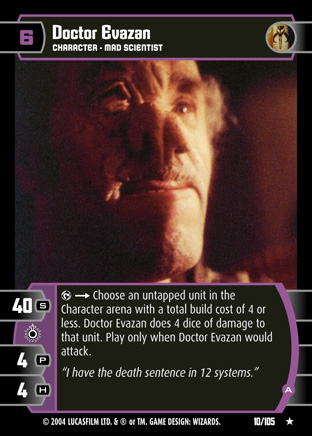 6
Doctor Evazan
CHARACTER - MAD SCIENTIST
40 S
4 P
4 H
Choose an untapped unit in the
Character arena with a total build cost of 4 or
less. Doctor Evazan does 4 dice of damage to
that unit. Play only when Doctor Evazan would
attack.
“I have the death sentence in 12 systems.”
A
© 2004 LUCASFILM LTD. & ® or TM. GAME DESIGN: WIZARDS.
10/105